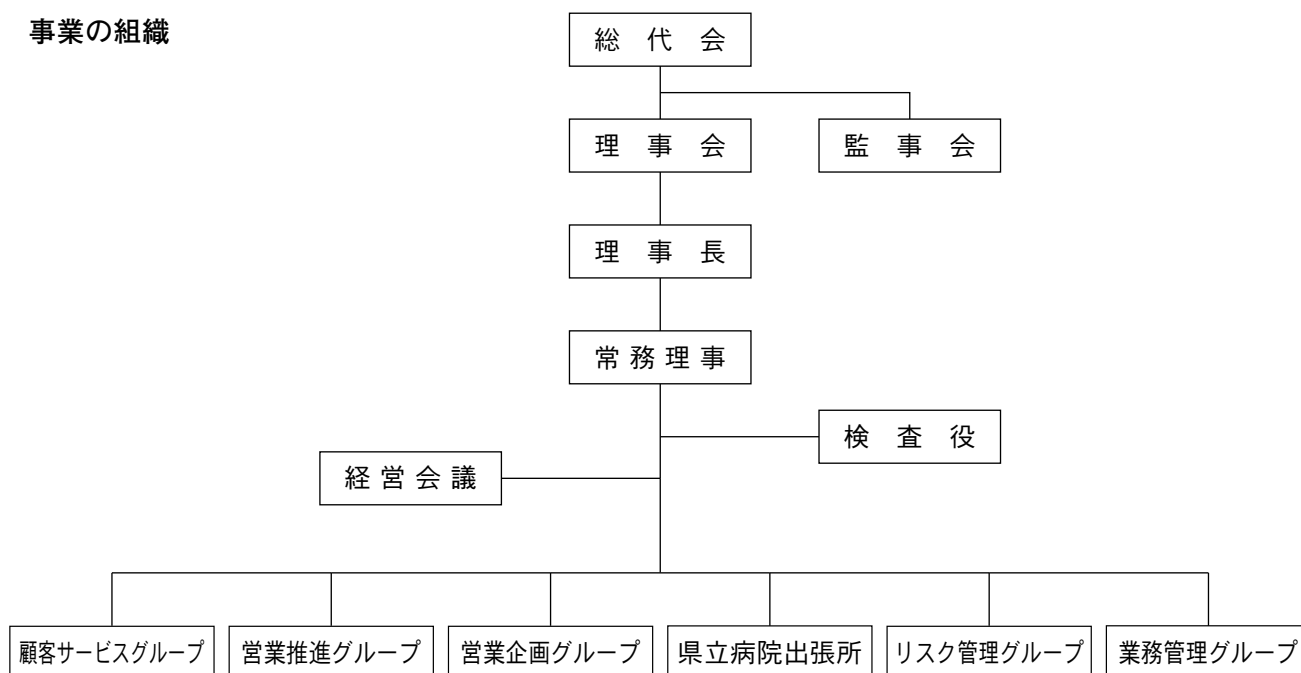 事業の組織
総代会
理事会
監事会
理事長
常務理事
検査役
経営会議
顧客サービスグループ
営業推進グループ
営業企画グループ
県立病院出張所
リスク管理グループ
業務管理グループ